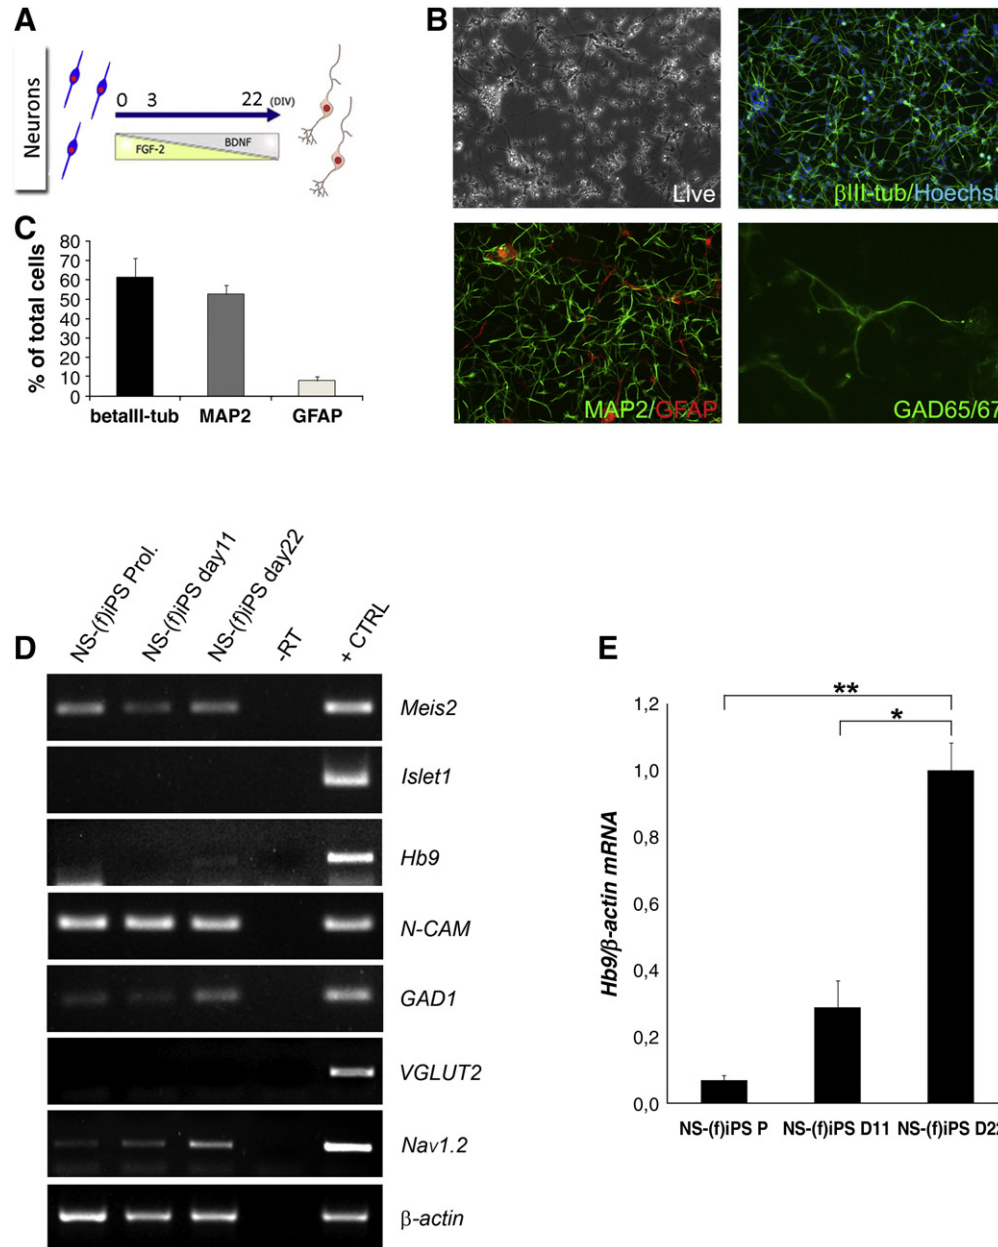 A
Neurons
0 3 22 (DIV)
FGF-2
BDNF
B
Live
βIII-tub/Hoechst
MAP2/GFAP
GAD65/67
C
% of total cells
80
70
60
50
40
30
20
10
0
betaIII-tub MAP2 GFAP
D
NS-(f)iPS Prol.
NS-(f)iPS day11
NS-(f)iPS day22
-RT
+ CTRL
Meis2
Islet1
Hb9
N-CAM
GAD1
VGLUT2
Nav1.2
β-actin
E
Hb9/β-actin mRNA
1,2
1,0
0,8
0,6
0,4
0,2
0,0
**
*
NS-(f)iPS P NS-(f)iPS D11 NS-(f)iPS D22